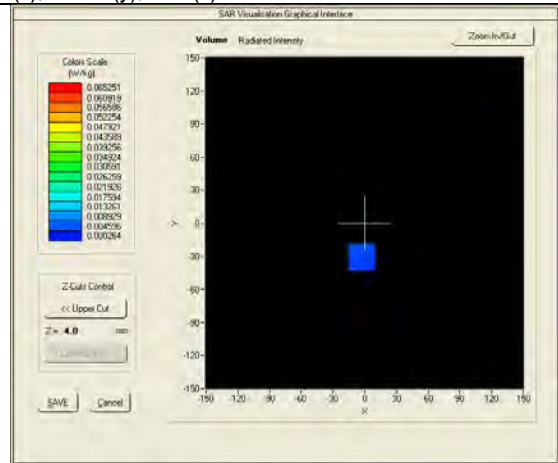 SAR Visualisation Graphical Interface
Volume Radiated Intensity
Zoom In/Out
Colors Scale
(W/kg)
0.065251
0.060919
0.056586
0.052254
0.047921
0.043589
0.039256
0.034924
0.030591
0.026259
0.021926
0.017594
0.013261
0.008929
0.004596
0.000264
150
120
90
60
30
0
-30
-60
-90
-120
-150
Y
-150 -120 -90 -60 -30 0 30 60 90 120 150
X
Z-Cuts Control
<< Upper Cut
Z = 4.0 mm
SAVE Cancel